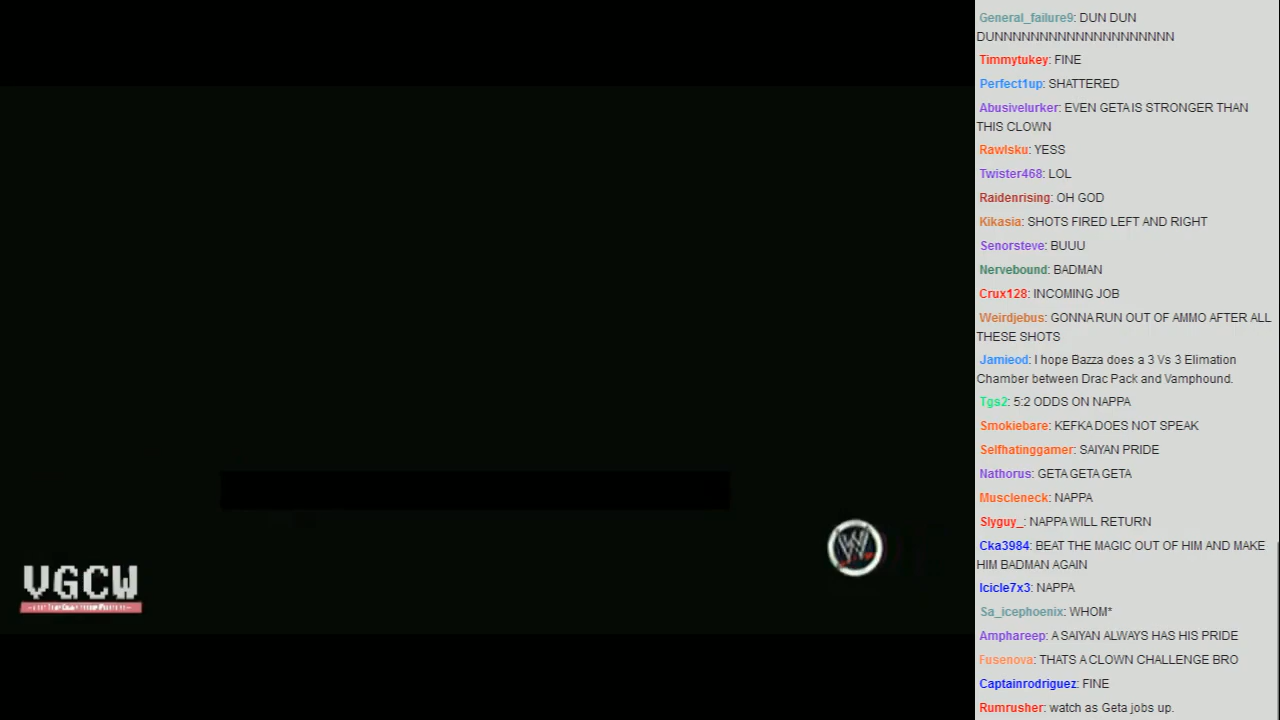 General_failure9: DUN DUN
DUNNNNNNNNNNNNNNNNNNNN
Timmytukey: FINE
Perfect1up: SHATTERED
Abusivelurker: EVEN GETA IS STRONGER THAN
THIS CLOWN
Rawlsku: YESS
Twister468: LOL
Raidenrising: OH GOD
Kikasia: SHOTS FIRED LEFT AND RIGHT
Senorsteve: BUUU
Nervebound: BADMAN
Crux128: INCOMING JOB
Weirdjebus: GONNA RUN OUT OF AMMO AFTER ALL
THESE SHOTS
Jamieod: I hope Bazza does a 3 Vs 3 Elimation
Chamber between Drac Pack and Vamphound.
Tgs2: 5:2 ODDS ON NAPPA
Smokiebare: KEFKA DOES NOT SPEAK
Selfhatinggamer: SAIYAN PRIDE
Nathorus: GETA GETA GETA
Muscleneck: NAPPA
Slyguy_: NAPPA WILL RETURN
Cka3984: BEAT THE MAGIC OUT OF HIM AND MAKE
HIM BADMAN AGAIN
Icicle7x3: NAPPA
Sa_icephoenix: WHOM*
Amphareep: A SAIYAN ALWAYS HAS HIS PRIDE
Fusenova: THATS A CLOWN CHALLENGE BRO
Captainrodriguez: FINE
Rumrusher: watch as Geta jobs up.
W
VGCW